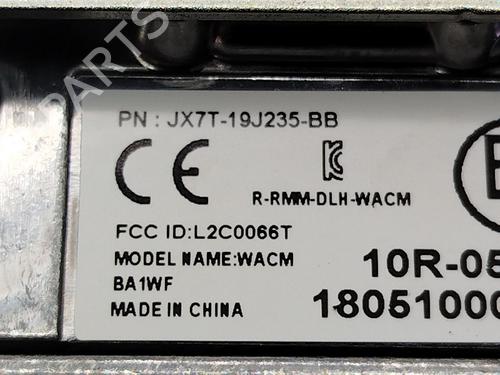 PN : JX7T-19J235-BB
CE
R-RMM-DLH-WACM
FCC ID:L2C0066T
MODEL NAME:WACM
BA1WF
MADE IN CHINA
10R-05
18051000